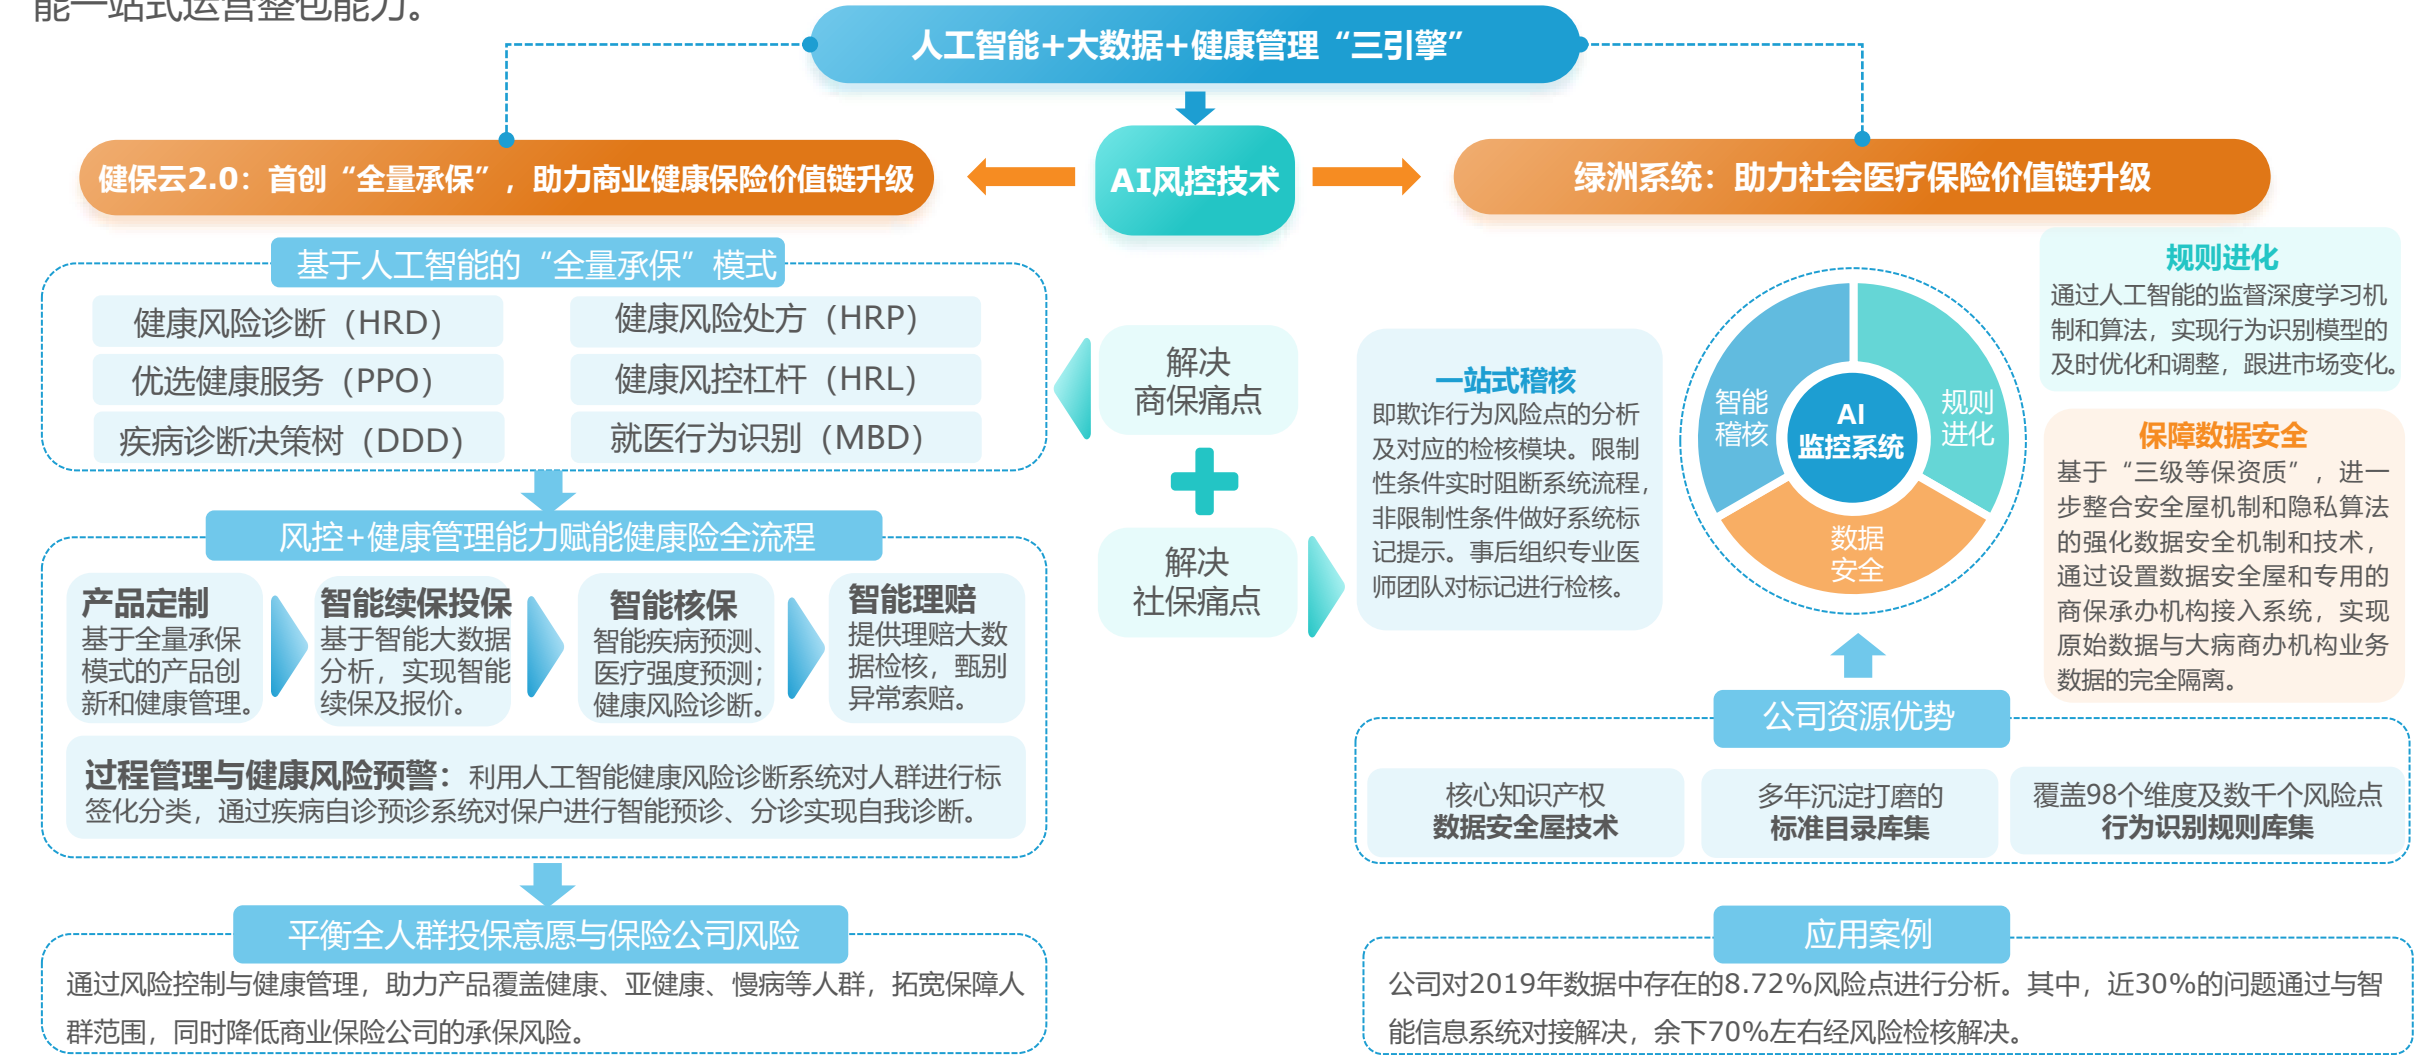 能一站式运营整包能力。
人工智能+大数据+健康管理“三引擎”
健保云2.0：首创“全量承保”，助力商业健康保险价值链升级
AI风控技术
绿洲系统：助力社会医疗保险价值链升级
基于人工智能的“全量承保”模式
健康风险诊断（HRD）
健康风险处方（HRP）
优选健康服务（PPO）
健康风控杠杆（HRL）
疾病诊断决策树（DDD）
就医行为识别（MBD）
风控+健康管理能力赋能健康险全流程
产品定制
基于全量承保
模式的产品创
新和健康管理。
智能续保投保
基于智能大数据
分析，实现智能
续保及报价。
智能核保
智能疾病预测、
医疗强度预测；
健康风险诊断。
智能理赔
提供理赔大数
据检核，甄别
异常索赔。
过程管理与健康风险预警：利用人工智能健康风险诊断系统对人群进行标
签化分类，通过疾病自诊预诊系统对保户进行智能预诊、分诊实现自我诊断。
平衡全人群投保意愿与保险公司风险
通过风险控制与健康管理，助力产品覆盖健康、亚健康、慢病等人群，拓宽保障人
群范围，同时降低商业保险公司的承保风险。
解决
商保痛点
解决
社保痛点
一站式稽核
即欺诈行为风险点的分析
及对应的检核模块。限制
性条件实时阻断系统流程，
非限制性条件做好系统标
记提示。事后组织专业医
师团队对标记进行检核。
智能
稽核
AI
监控系统
规则
进化
数据
安全
规则进化
通过人工智能的监督深度学习机
制和算法，实现行为识别模型的
及时优化和调整，跟进市场变化。
保障数据安全
基于“三级等保资质”，进一
步整合安全屋机制和隐私算法
的强化数据安全机制和技术，
通过设置数据安全屋和专用的
商保承办机构接入系统，实现
原始数据与大病商办机构业务
数据的完全隔离。
公司资源优势
核心知识产权
数据安全屋技术
多年沉淀打磨的
标准目录库集
覆盖98个维度及数千个风险点
行为识别规则库集
应用案例
公司对2019年数据中存在的8.72%风险点进行分析。其中，近30%的问题通过与智
能信息系统对接解决，余下70%左右经风险检核解决。